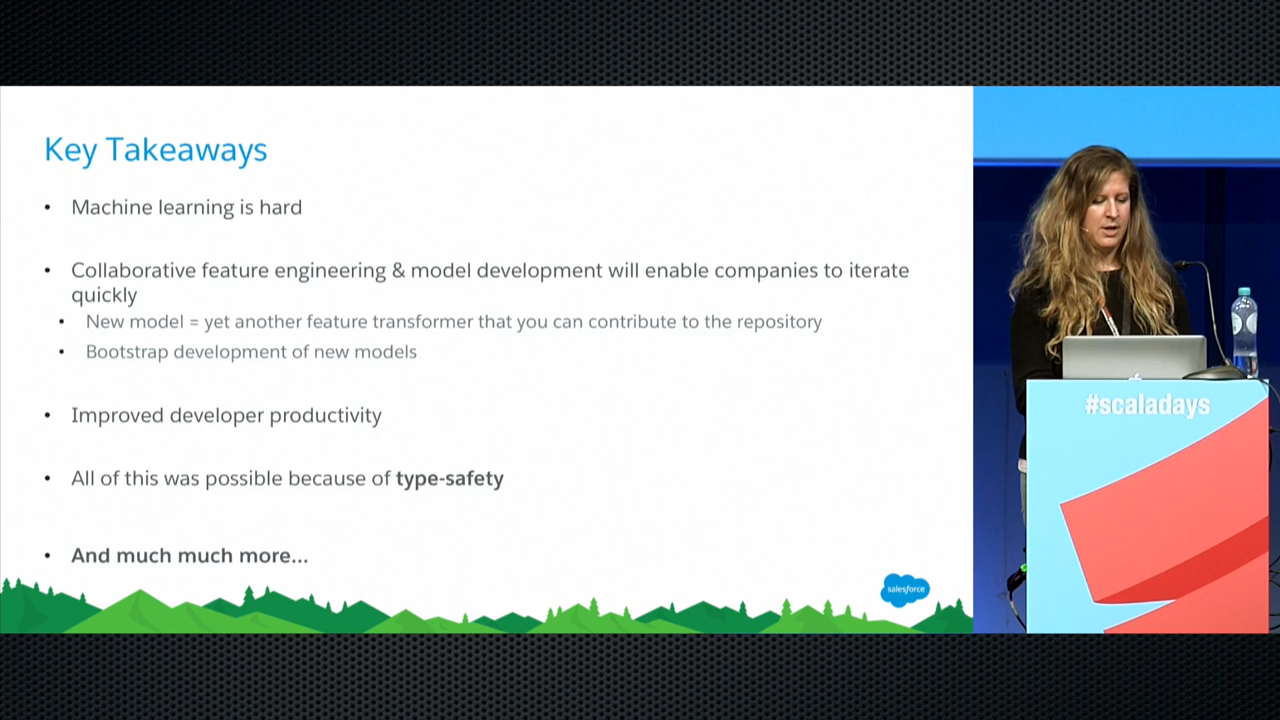 Key Takeaways
• Machine learning is hard
• Collaborative feature engineering & model development will enable companies to iterate
quickly
• New model = yet another feature transformer that you can contribute to the repository
• Bootstrap development of new models
• Improved developer productivity
• All of this was possible because of type-safety
• And much much more...
salesforce
#scaladays